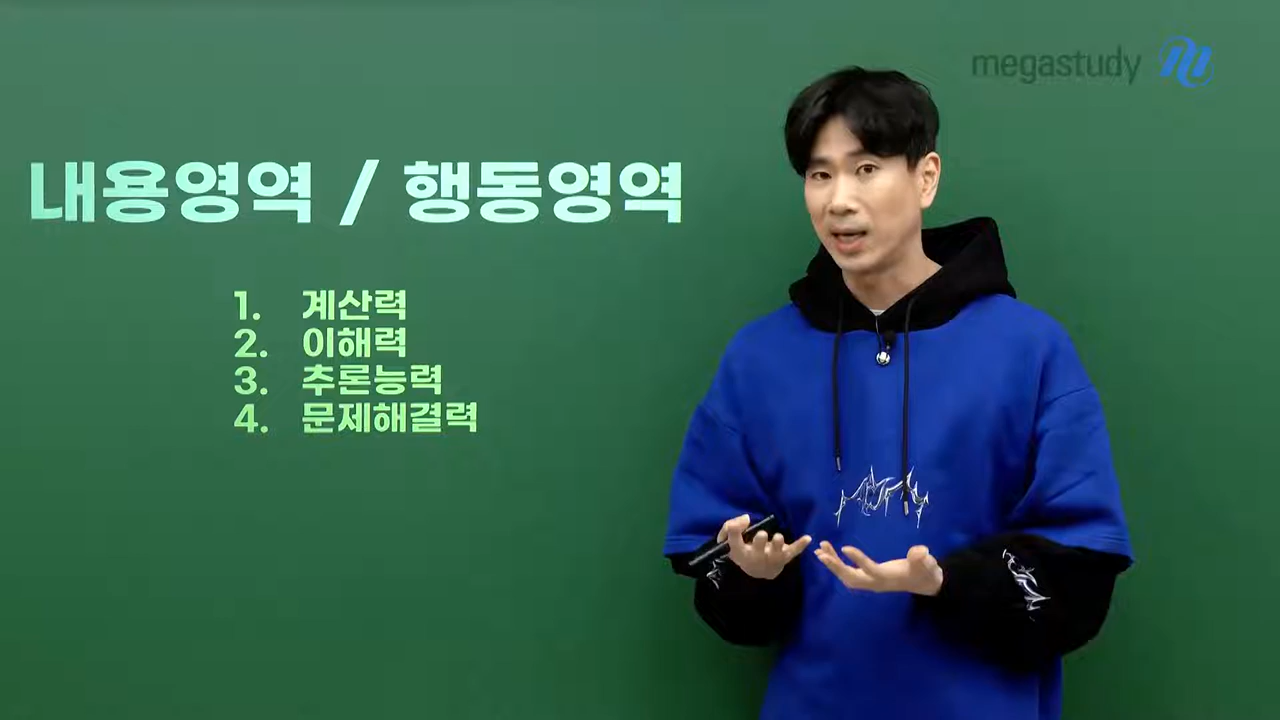 megastudy
내용영역 / 행동영역
1. 계산력
2. 이해력
3. 추론능력
4. 문제해결력